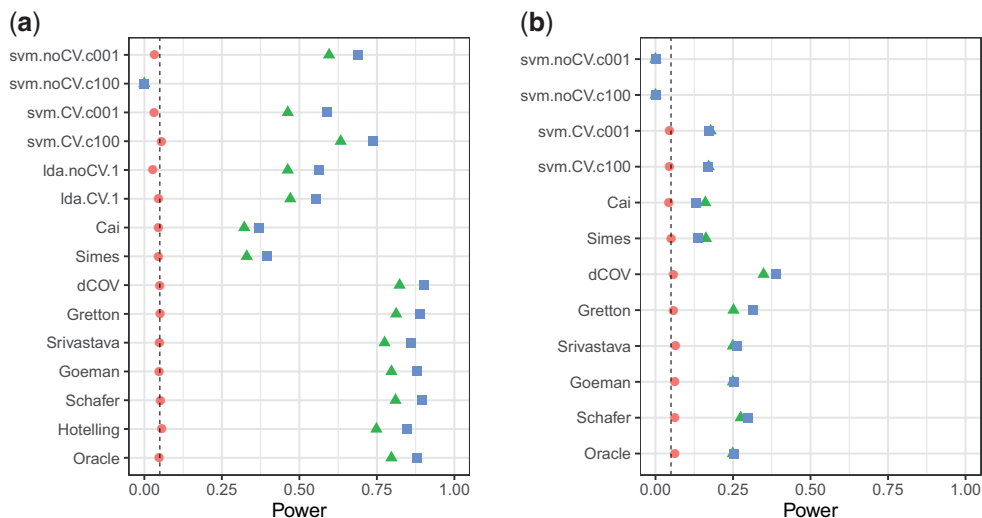 (a)
svm.noCV.c001
svm.noCV.c100
svm.CV.c001
svm.CV.c100
lda.noCV.1
lda.CV.1
Cai
Simes
dCOV
Gretton
Srivastava
Goeman
Schafer
Hotelling
Oracle
0.00 0.25 0.50 0.75 1.00
Power
(b)
svm.noCV.c001
svm.noCV.c100
svm.CV.c001
svm.CV.c100
Cai
Simes
dCOV
Gretton
Srivastava
Goeman
Schafer
Oracle
0.00 0.25 0.50 0.75 1.00
Power